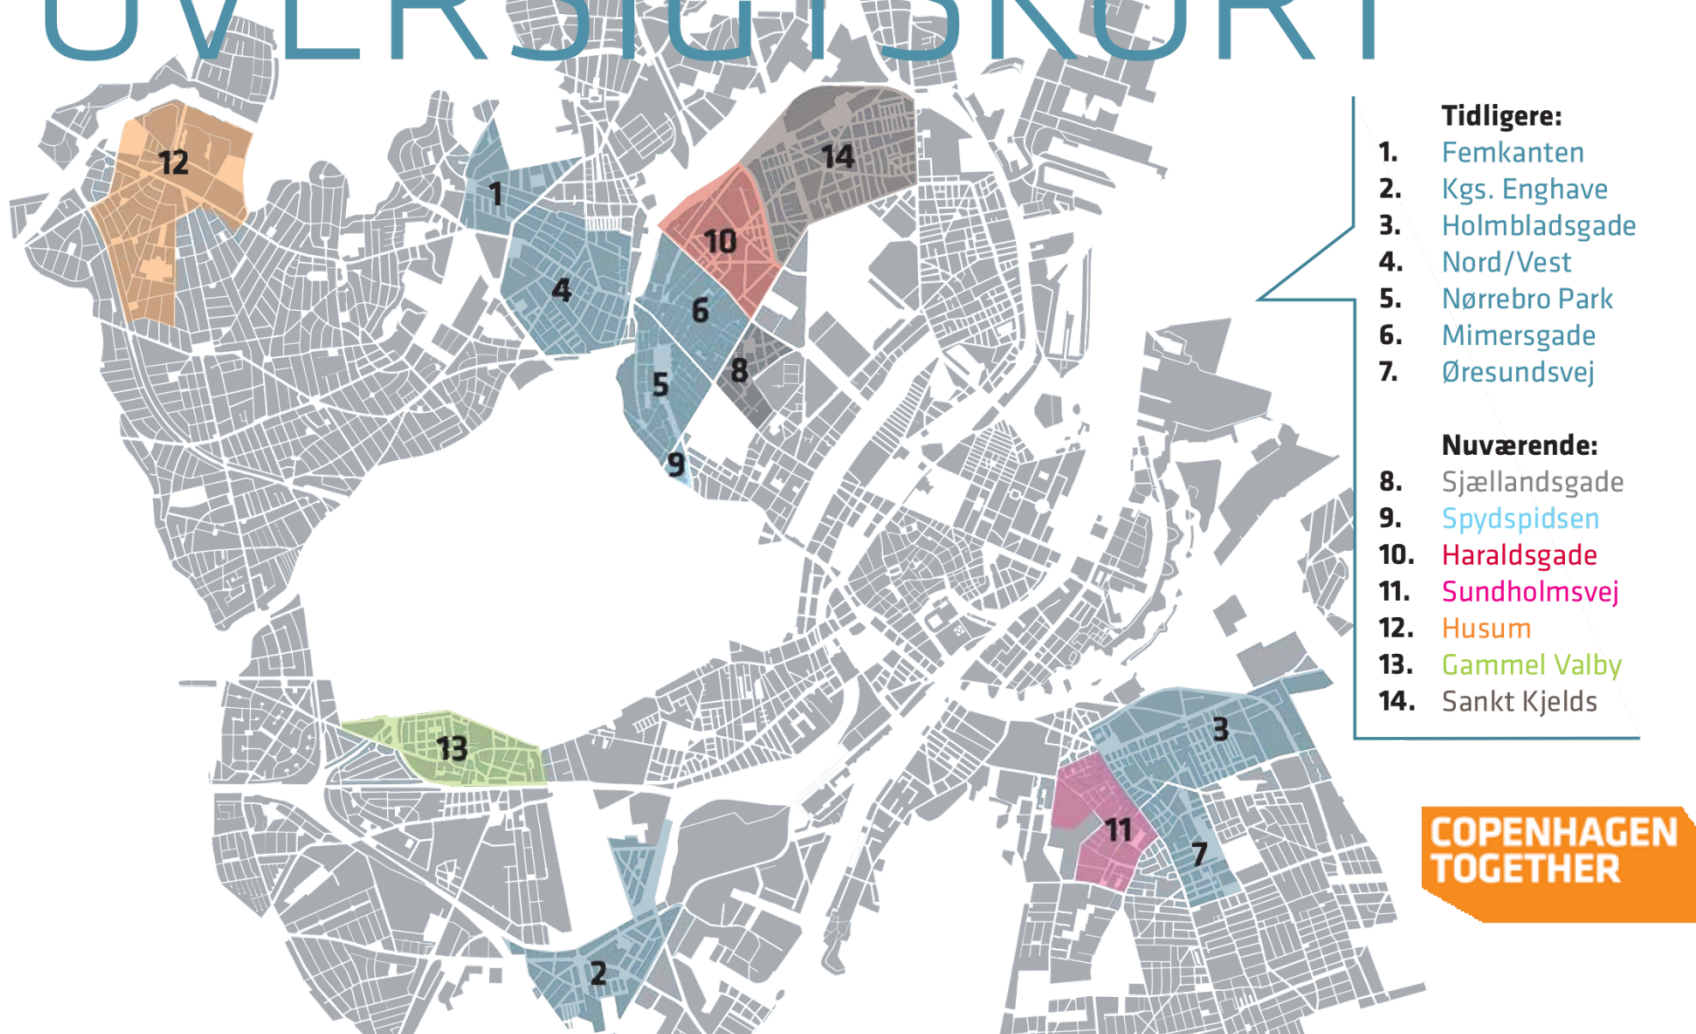 OVERSIGTSKORT
Tidligere:
1. Femkanten
2. Kgs. Enghave
3. Holmbladsgade
4. Nord/Vest
5. Nørrebro Park
6. Mimersgade
7. Øresundsvej
Nuværende:
8. Sjællandsgade
9. Spydspidsen
10. Haraldsgade
11. Sundholmsvej
12. Husum
13. Gammel Valby
14. Sankt Kjelds
12
1
14
10
4
6
8
5
9
13
3
11
7
2
COPENHAGEN
TOGETHER